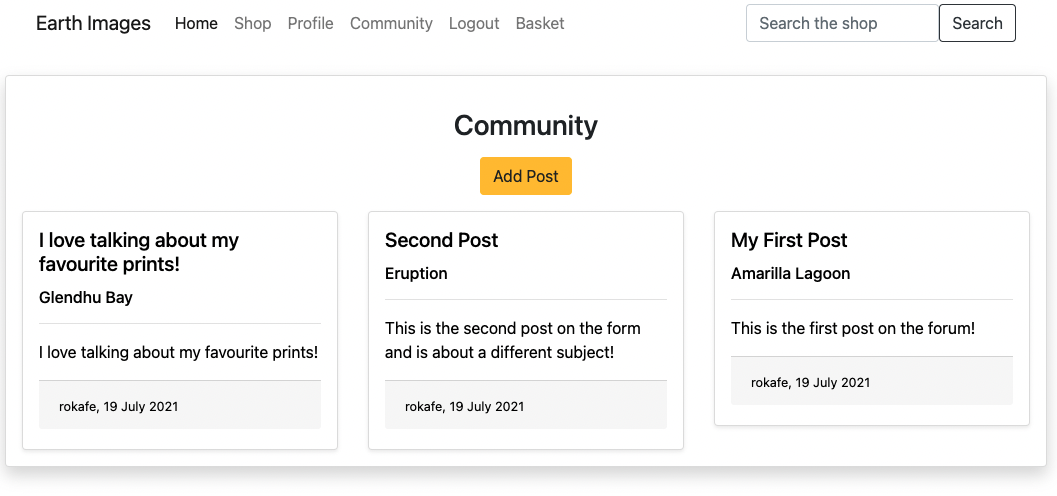 Earth Images Home Shop Profile Community Logout Basket Search the shop Search
Community
Add Post
I love talking about my
favourite prints!
Glendhu Bay
I love talking about my favourite prints!
rokafe, 19 July 2021
Second Post
Eruption
This is the second post on the form
and is about a different subject!
rokafe, 19 July 2021
My First Post
Amarilla Lagoon
This is the first post on the forum!
rokafe, 19 July 2021